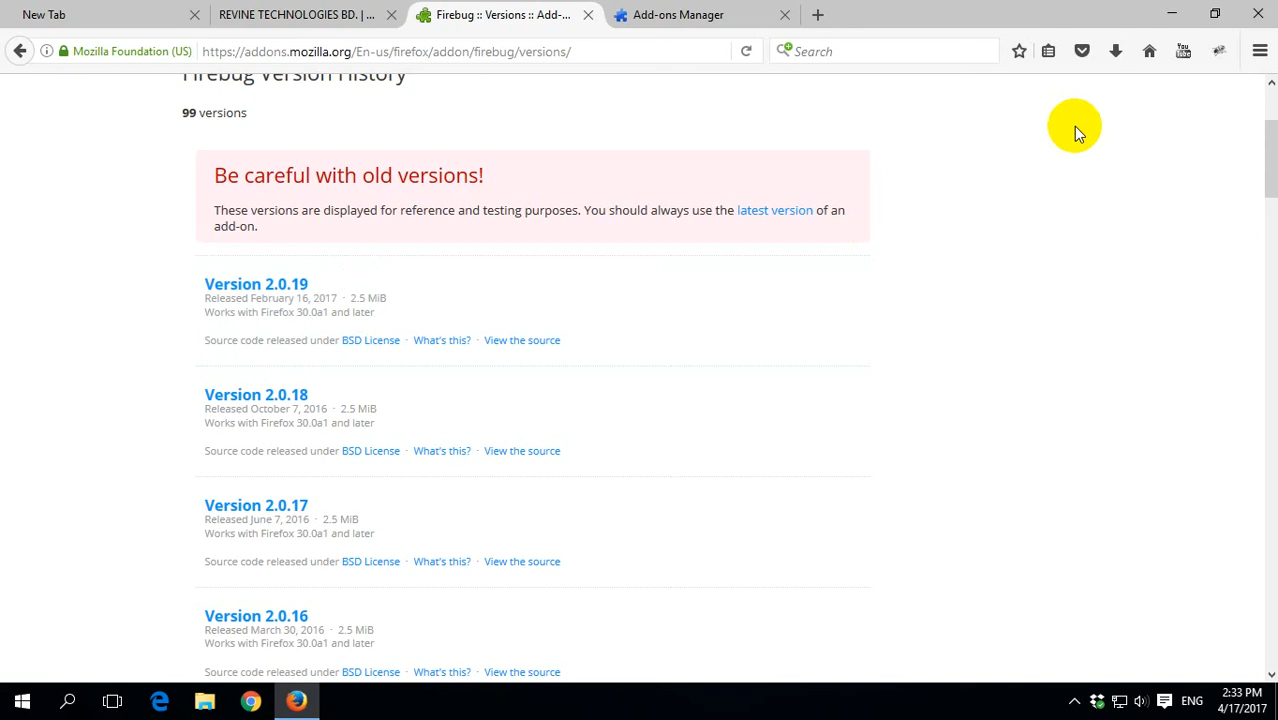 New Tab
REVINE TECHNOLOGIES BD. | ...
Firebug :: Versions :: Add-...
Add-ons Manager
Mozilla Foundation (US)
https://addons.mozilla.org/En-us/firefox/addon/firebug/versions/
Search
You
Firebug Version History
99 versions
Be careful with old versions!
These versions are displayed for reference and testing purposes. You should always use the latest version of an
add-on.
Version 2.0.19
Released February 16, 2017 · 2.5 MiB
Works with Firefox 30.0a1 and later
Source code released under BSD License · What's this? · View the source
Version 2.0.18
Released October 7, 2016 · 2.5 MiB
Works with Firefox 30.0a1 and later
Source code released under BSD License · What's this? · View the source
Version 2.0.17
Released June 7, 2016 · 2.5 MiB
Works with Firefox 30.0a1 and later
Source code released under BSD License · What's this? · View the source
Version 2.0.16
Released March 30, 2016 · 2.5 MiB
Works with Firefox 30.0a1 and later
Source code released under BSD License · What's this? · View the source
ENG
2:33 PM
4/17/2017